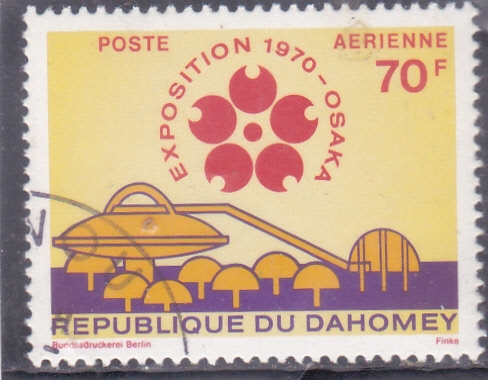 POSTE AERIENNE
70F
EXPOSITION 1970-OSAKA
REPUBLIQUE DU DAHOMEY
Bundesdruckerei Berlin Finke